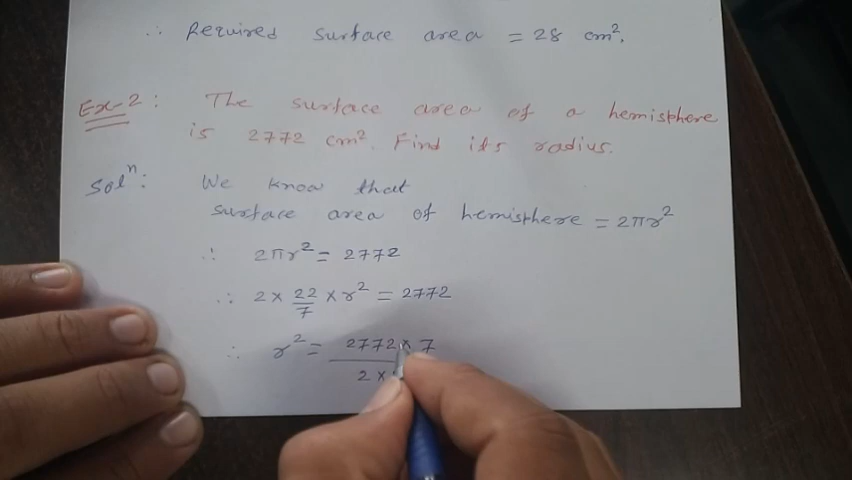 ∴ Required surface area = 28 cm².
Ex-2: The surface area of a hemisphere
is 2772 cm². Find its radius.
Solⁿ: We know that
surface area of hemisphere = 2πr²
∴ 2πr² = 2772
∴ 2 × 22/7 × r² = 2772
∴ r² = 2772 × 7
2 ×